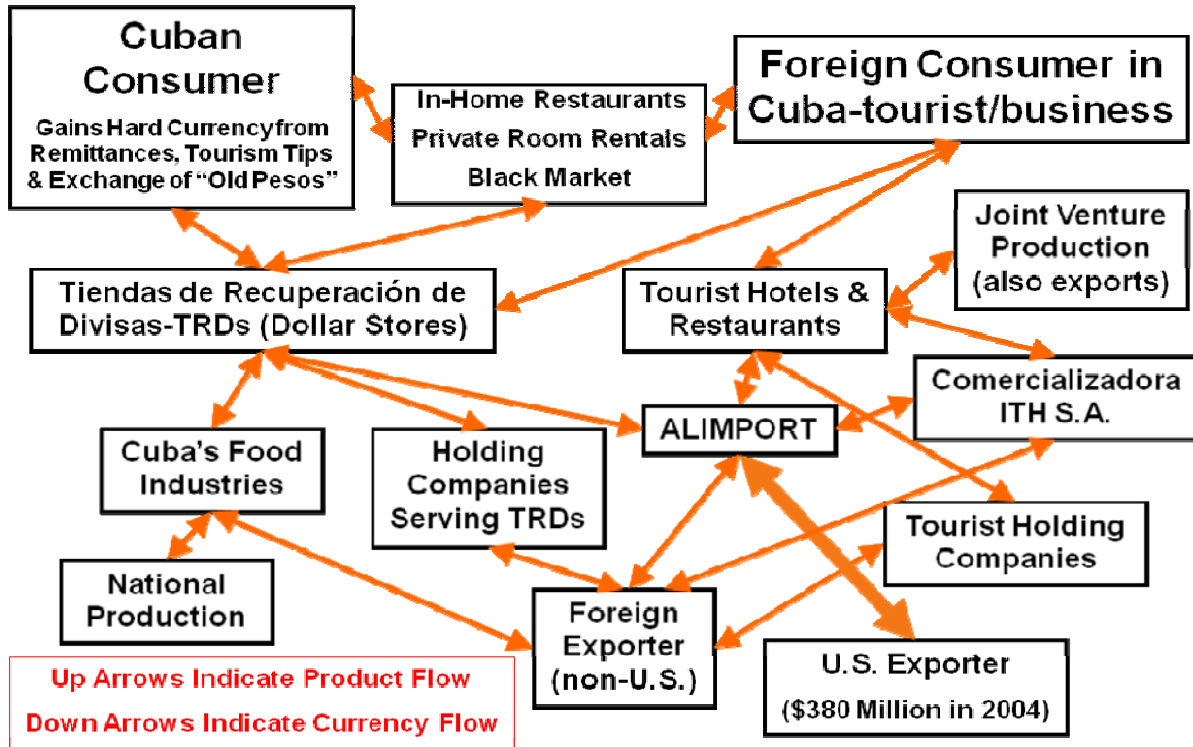 Cuban
Consumer
Gains Hard Currency from
Remittances, Tourism Tips
& Exchange of “Old Pesos”
In-Home Restaurants
Private Room Rentals
Black Market
Foreign Consumer in
Cuba-tourist/business
Joint Venture
Production
(also exports)
Tiendas de Recuperación de
Divisas-TRDs (Dollar Stores)
Tourist Hotels &
Restaurants
Comercializadora
ITH S.A.
ALIMPORT
Cuba’s Food
Industries
Holding
Companies
Serving TRDs
Tourist Holding
Companies
National
Production
Foreign
Exporter
(non-U.S.)
U.S. Exporter
($380 Million in 2004)
Up Arrows Indicate Product Flow
Down Arrows Indicate Currency Flow